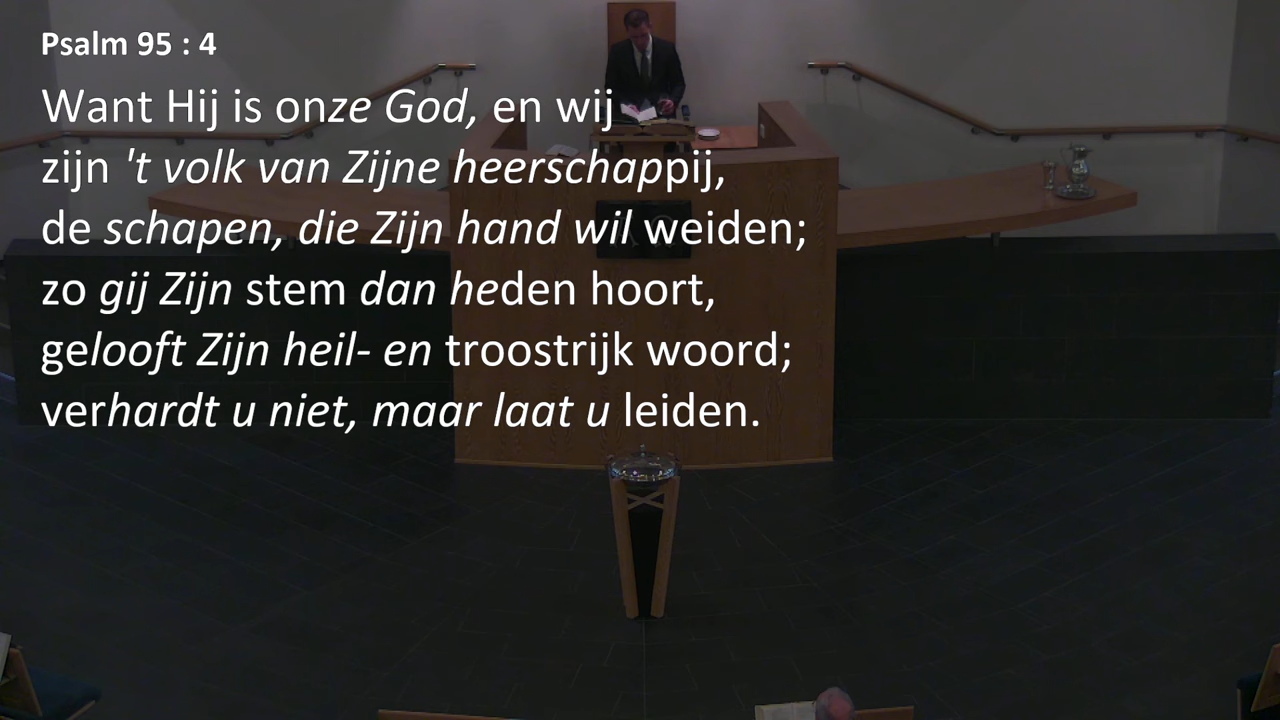 Psalm 95 : 4
Want Hij is onze God, en wij
zijn 't volk van Zijne heerschappij,
de schapen, die Zijn hand wil weiden;
zo gij Zijn stem dan heden hoort,
gelooft Zijn heil- en troostrijk woord;
verhardt u niet, maar laat u leiden.